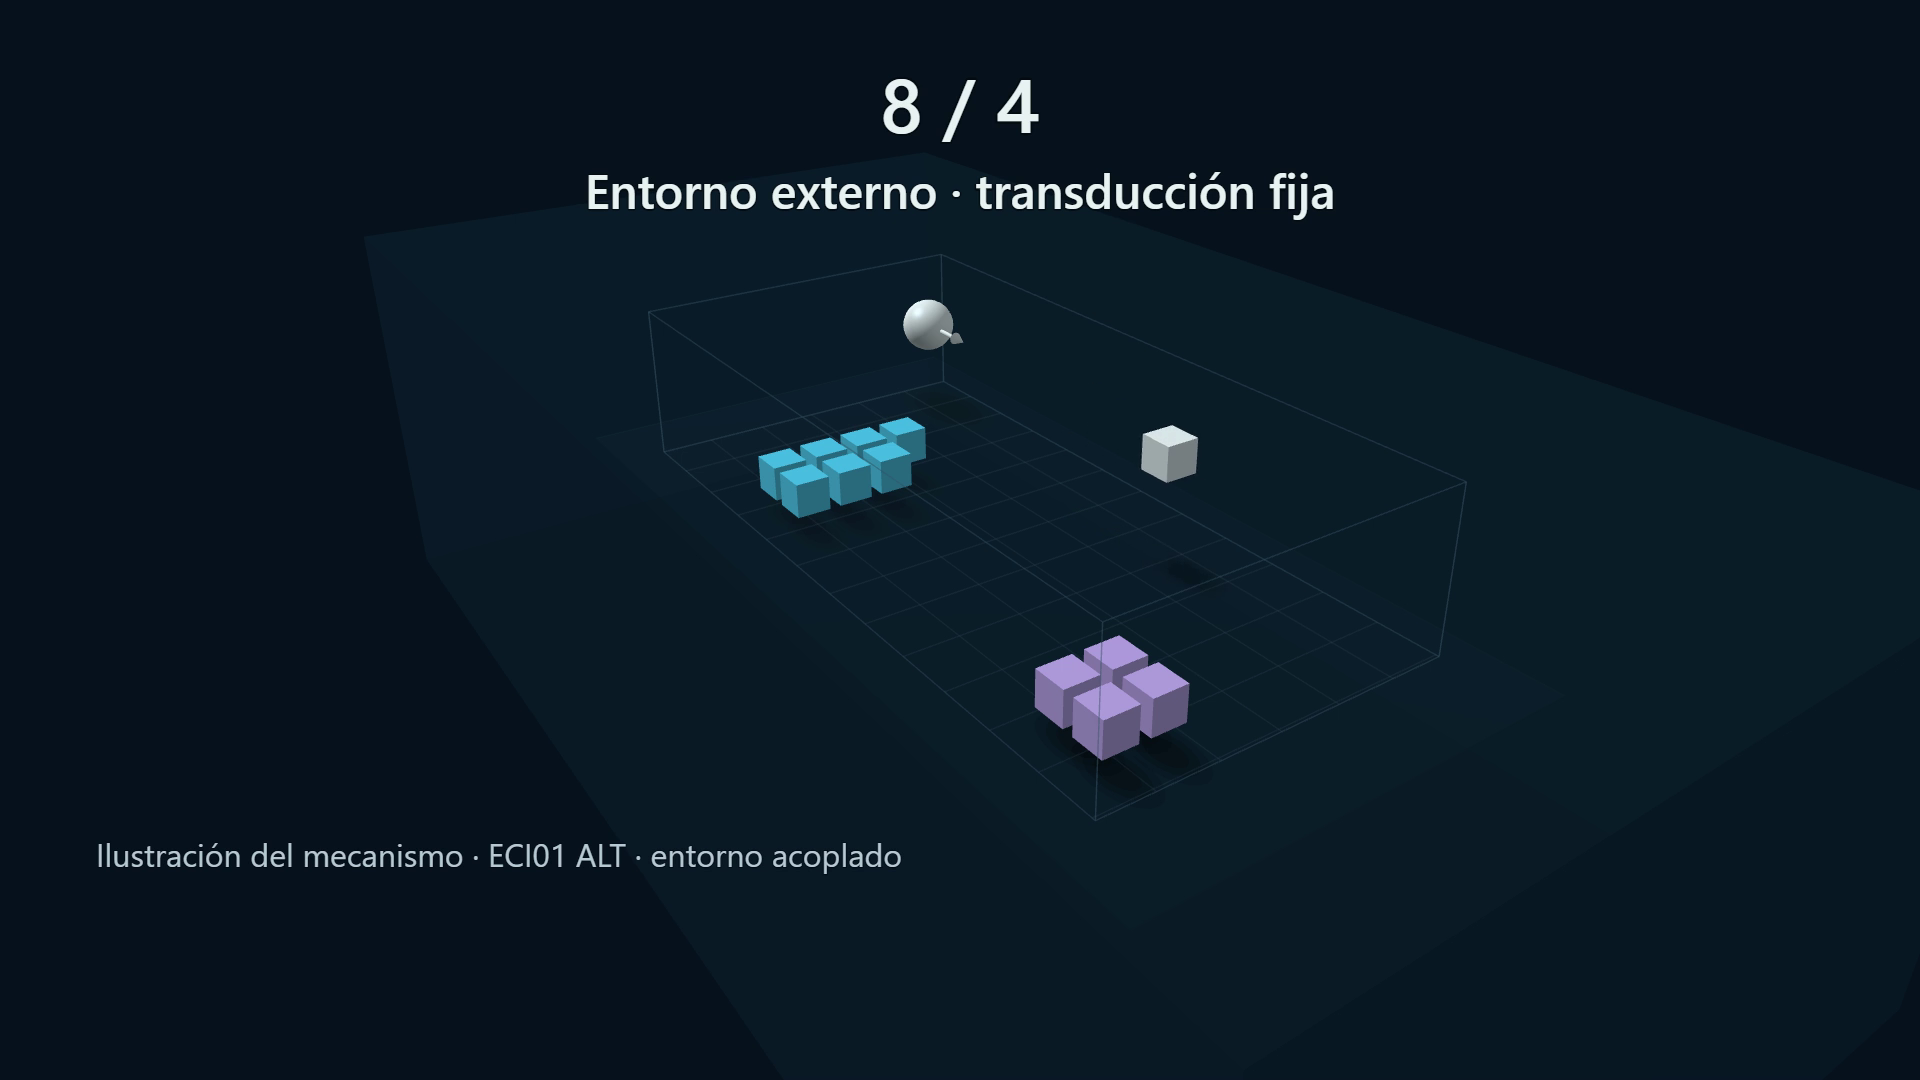 8 / 4
Entorno externo · transducción fija
Ilustración del mecanismo · ECI01 ALT · entorno acoplado